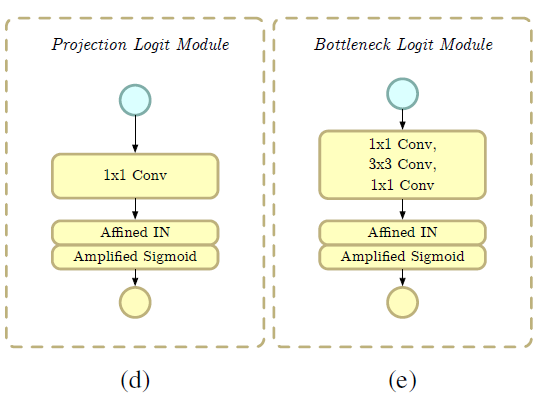 Projection Logit Module
1x1 Conv
Affined IN
Amplified Sigmoid
(d)
Bottleneck Logit Module
1x1 Conv,
3x3 Conv,
1x1 Conv
Affined IN
Amplified Sigmoid
(e)